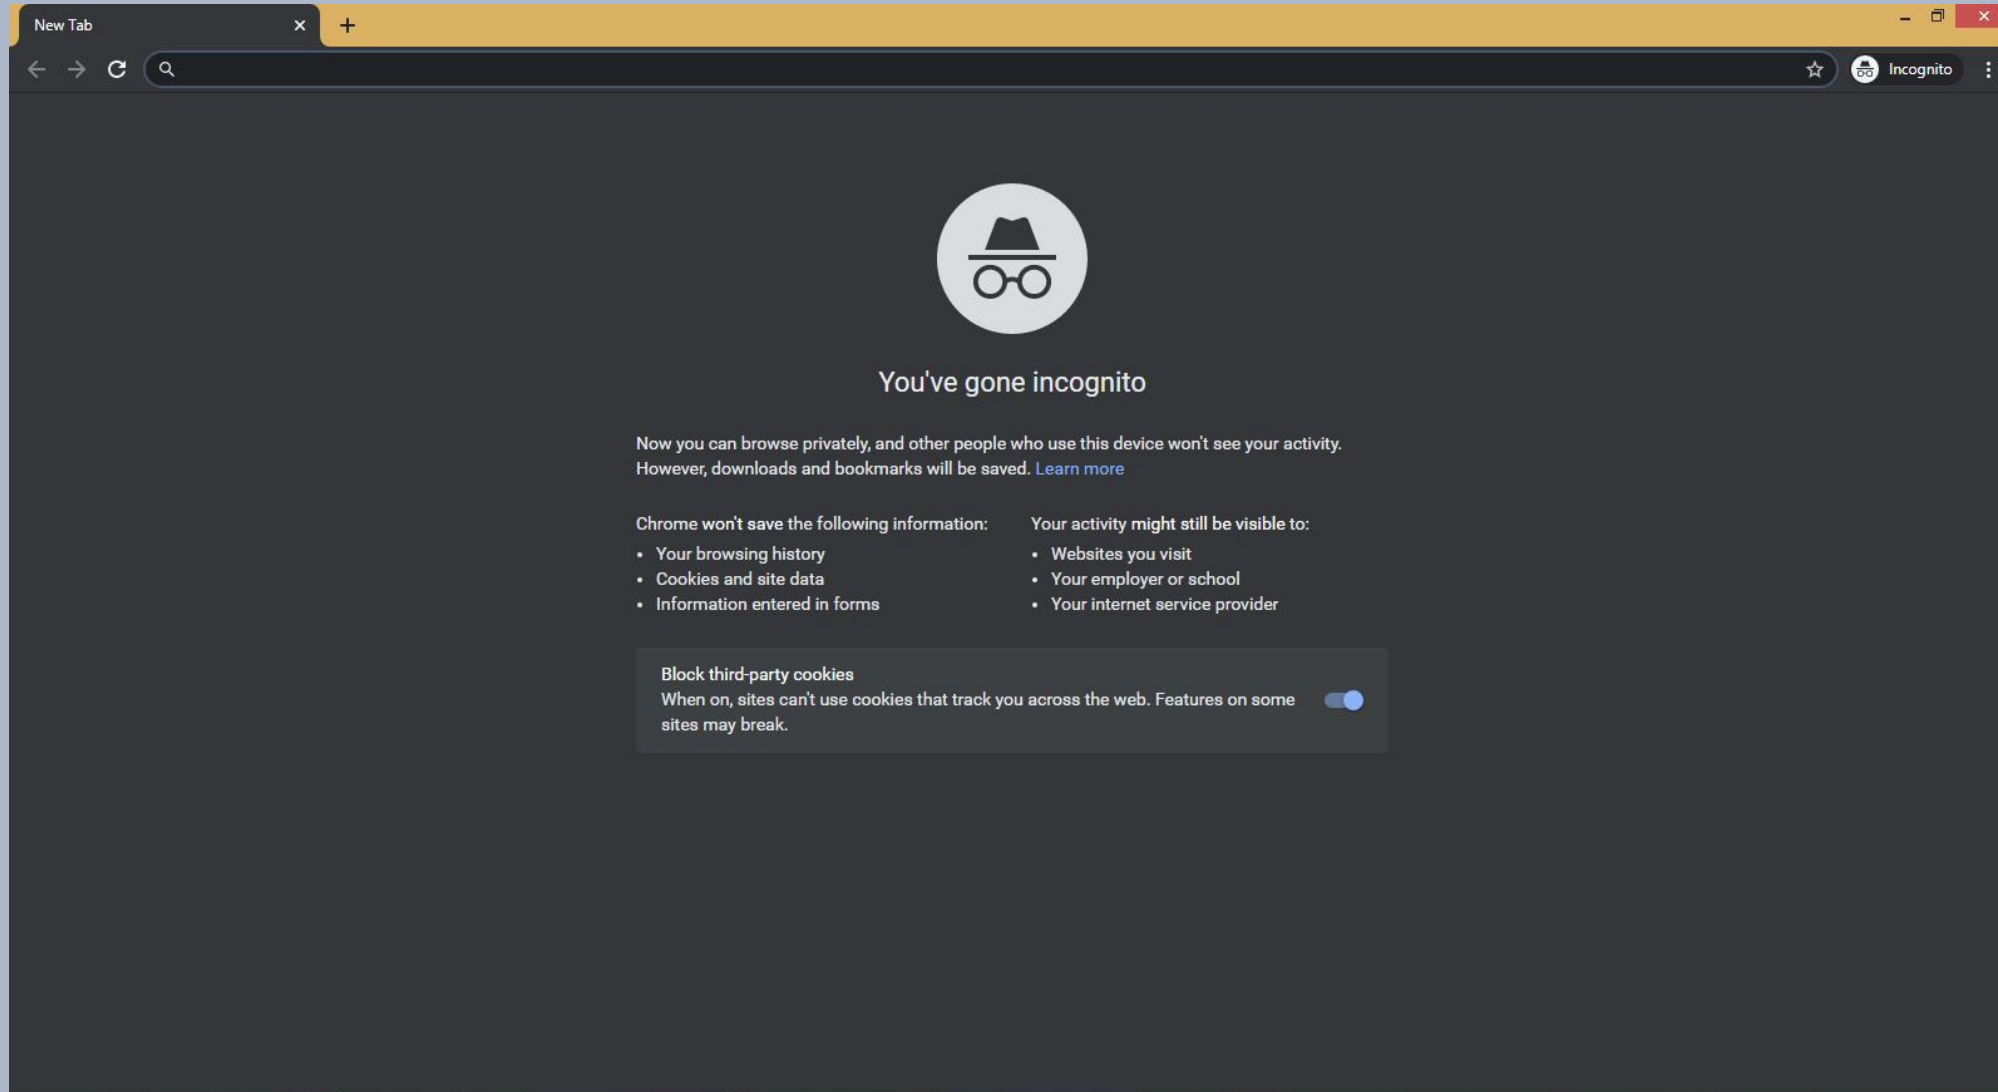 New Tab
Incognito
You've gone incognito
Now you can browse privately, and other people who use this device won't see your activity.
However, downloads and bookmarks will be saved. Learn more
Chrome won't save the following information:
• Your browsing history
• Cookies and site data
• Information entered in forms
Your activity might still be visible to:
• Websites you visit
• Your employer or school
• Your internet service provider
Block third-party cookies
When on, sites can't use cookies that track you across the web. Features on some
sites may break.